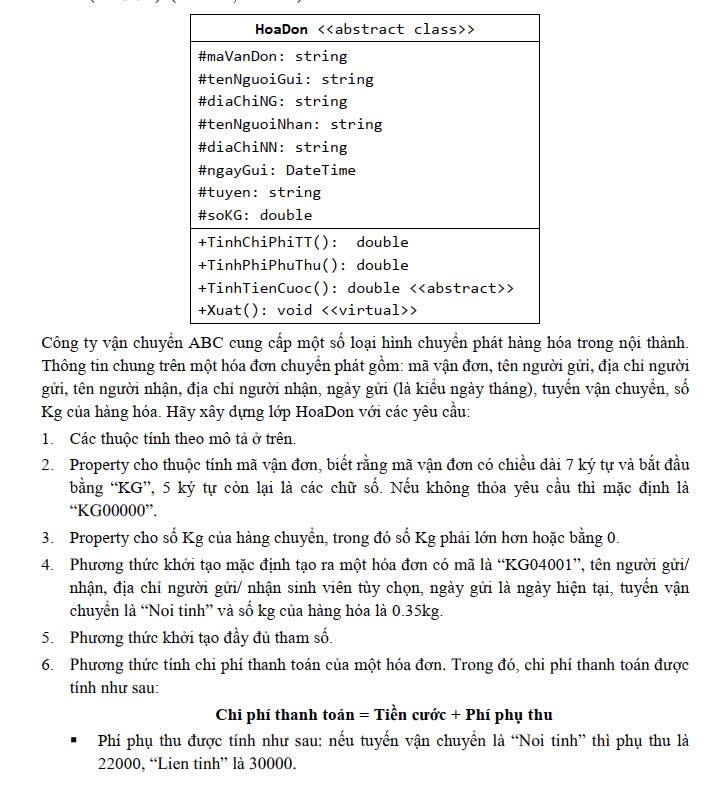 HoaDon <<abstract class>>
#maVanDon: string
#tenNguoiGui: string
#diaChiNG: string
#tenNguoiNhan: string
#diaChiNN: string
#ngayGui: DateTime
#tuyen: string
#soKG: double
+TinhChiPhiTT():  double
+TinhPhiPhuThu(): double
+TinhTienCuoc(): double <<abstract>>
+Xuat(): void <<virtual>>
Công ty vận chuyển ABC cung cấp một số loại hình chuyển phát hàng hóa trong nội thành.
Thông tin chung trên một hóa đơn chuyển phát gồm: mã vận đơn, tên người gửi, địa chỉ người
gửi, tên người nhận, địa chỉ người nhận, ngày gửi (là kiểu ngày tháng), tuyến vận chuyển, số
Kg của hàng hóa. Hãy xây dựng lớp HoaDon với các yêu cầu:
1. Các thuộc tính theo mô tả ở trên.
2. Property cho thuộc tính mã vận đơn, biết rằng mã vận đơn có chiều dài 7 ký tự và bắt đầu
bằng “KG”, 5 ký tự còn lại là các chữ số. Nếu không thỏa yêu cầu thì mặc định là
“KG00000”.
3. Property cho số Kg của hàng chuyển, trong đó số Kg phải lớn hơn hoặc bằng 0.
4. Phương thức khởi tạo mặc định tạo ra một hóa đơn có mã là “KG04001”, tên người gửi/
nhận, địa chỉ người gửi/ nhận sinh viên tùy chọn, ngày gửi là ngày hiện tại, tuyến vận
chuyển là “Noi tinh” và số kg của hàng hóa là 0.35kg.
5. Phương thức khởi tạo đầy đủ tham số.
6. Phương thức tính chi phí thanh toán của một hóa đơn. Trong đó, chi phí thanh toán được
tính như sau:
Chi phí thanh toán = Tiền cước + Phí phụ thu
▪ Phí phụ thu được tính như sau: nếu tuyến vận chuyển là “Noi tinh” thì phụ thu là
22000, “Lien tinh” là 30000.